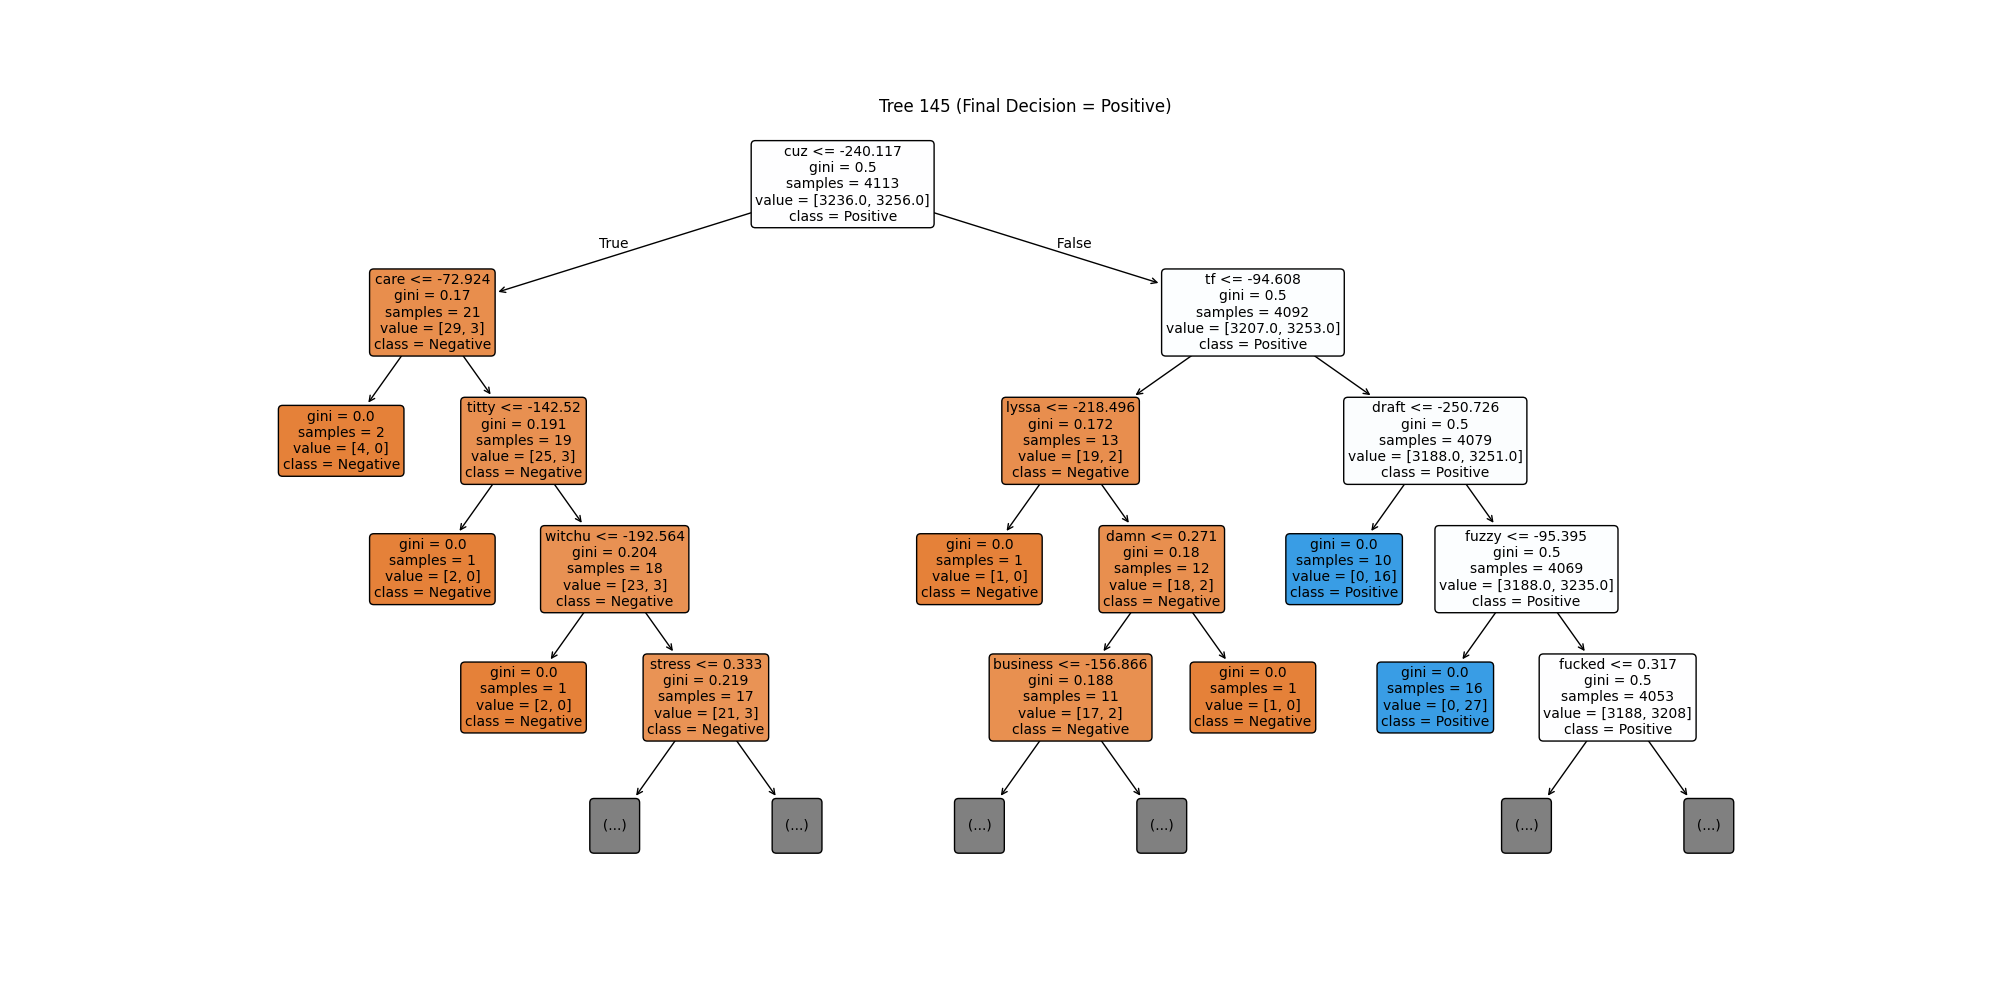 Tree 145 (Final Decision = Positive)
cuz <= -240.117
gini = 0.5
samples = 4113
value = [3236.0, 3256.0]
class = Positive
True
False
care <= -72.924
gini = 0.17
samples = 21
value = [29, 3]
class = Negative
tf <= -94.608
gini = 0.5
samples = 4092
value = [3207.0, 3253.0]
class = Positive
gini = 0.0
samples = 2
value = [4, 0]
class = Negative
titty <= -142.52
gini = 0.191
samples = 19
value = [25, 3]
class = Negative
lyssa <= -218.496
gini = 0.172
samples = 13
value = [19, 2]
class = Negative
draft <= -250.726
gini = 0.5
samples = 4079
value = [3188.0, 3251.0]
class = Positive
gini = 0.0
samples = 1
value = [2, 0]
class = Negative
witchu <= -192.564
gini = 0.204
samples = 18
value = [23, 3]
class = Negative
gini = 0.0
samples = 1
value = [1, 0]
class = Negative
damn <= 0.271
gini = 0.18
samples = 12
value = [18, 2]
class = Negative
gini = 0.0
samples = 10
value = [0, 16]
class = Positive
fuzzy <= -95.395
gini = 0.5
samples = 4069
value = [3188.0, 3235.0]
class = Positive
gini = 0.0
samples = 1
value = [2, 0]
class = Negative
stress <= 0.333
gini = 0.219
samples = 17
value = [21, 3]
class = Negative
business <= -156.866
gini = 0.188
samples = 11
value = [17, 2]
class = Negative
gini = 0.0
samples = 1
value = [1, 0]
class = Negative
gini = 0.0
samples = 16
value = [0, 27]
class = Positive
fucked <= 0.317
gini = 0.5
samples = 4053
value = [3188, 3208]
class = Positive
(...)
(...)
(...)
(...)
(...)
(...)